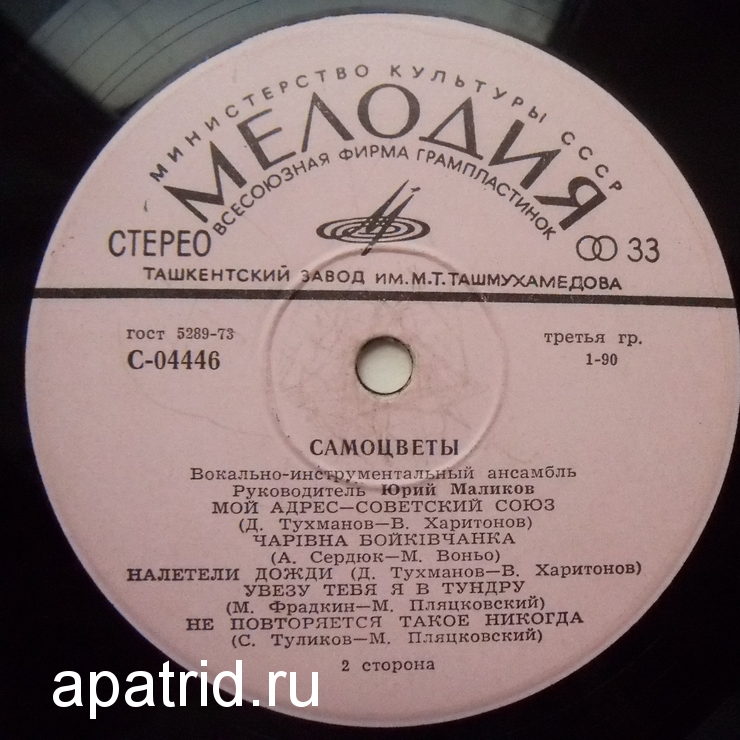 МИНИСТЕРСТВО КУЛЬТУРЫ СССР
МЕЛОДИЯ
ВСЕСОЮЗНАЯ ФИРМА ГРАМПЛАСТИНОК
СТЕРЕО
33
ТАШКЕНТСКИЙ ЗАВОД ИМ. М.Т. ТАШМУХАМЕДОВА
гост 5289-73
третья гр.
С-04446
1-90
САМОЦВЕТЫ
Вокально-инструментальный ансамбль
Руководитель Юрий Маликов
МОЙ АДРЕС—СОВЕТСКИЙ СОЮЗ
(Д. Тухманов—В. Харитонов)
ЧАРІВНА БОЙКІВЧАНКА
(А. Сердюк—М. Воньо)
НАЛЕТЕЛИ ДОЖДИ (Д. Тухманов—В. Харитонов)
УВЕЗУ ТЕБЯ Я В ТУНДРУ
(М. Фрадкин—М. Пляцковский)
НЕ ПОВТОРЯЕТСЯ ТАКОЕ НИКОГДА
(С. Туликов—М. Пляцковский)
2 сторона
apatrid.ru